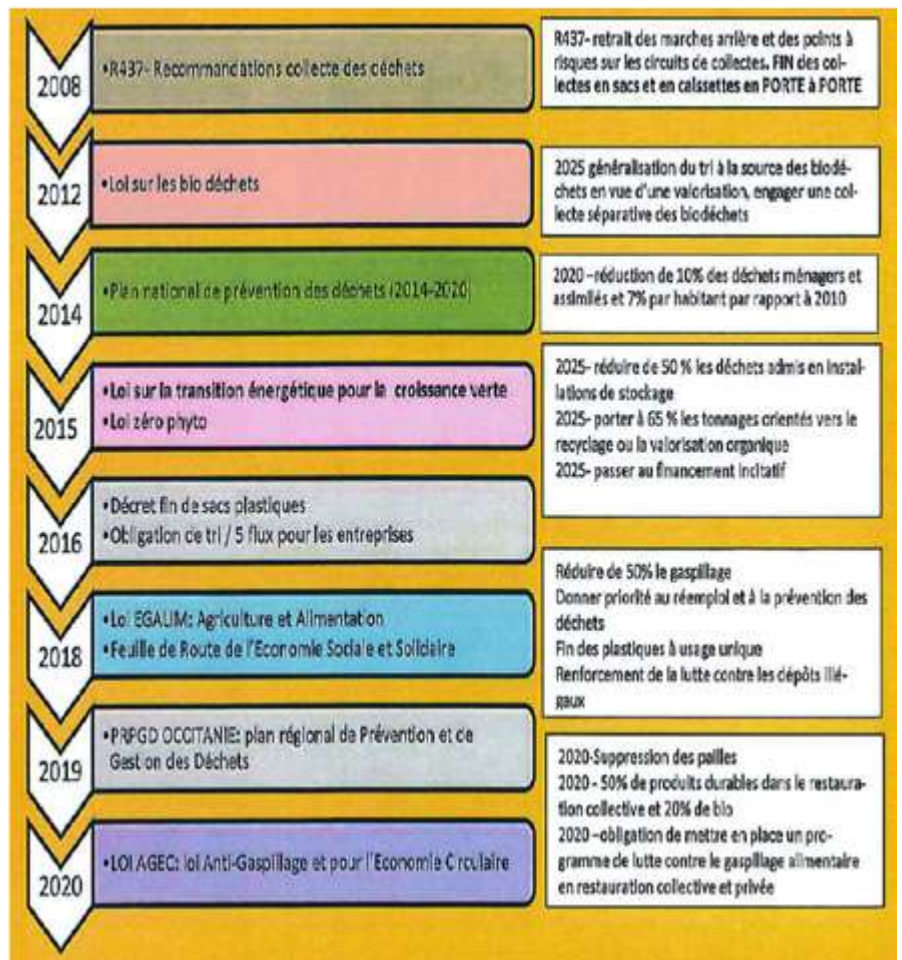 2008
•R437- Recommandations collecte des déchets
R437- retrait des marches arrière et des points à
risques sur les circuits de collectes. FIN des col-
lectes en sacs et en caissettes en PORTE à PORTE
2012
•Loi sur les bio déchets
2025 généralisation du tri à la source des biodé-
chets en vue d'une valorisation, engager une col-
lecte séparative des biodéchets
2014
•Plan national de prévention des déchets (2014-2020)
2020 –réduction de 10% des déchets ménagers et
assimilés et 7% par habitant par rapport à 2010
2015
•Loi sur la transition énergétique pour la croissance verte
•Loi zéro phyto
2025- réduire de 50 % les déchets admis en instal-
lations de stockage
2025- porter à 65 % les tonnages orientés vers le
recyclage ou la valorisation organique
2025- passer au financement incitatif
2016
•Décret fin de sacs plastiques
•Obligation de tri / 5 flux pour les entreprises
2018
•Loi EGALIM: Agriculture et Alimentation
•Feuille de Route de l'Economie Sociale et Solidaire
Réduire de 50% le gaspillage
Donner priorité au réemploi et à la prévention des
déchets
Fin des plastiques à usage unique
Renforcement de la lutte contre les dépôts illé-
gaux
2019
•PRPGD OCCITANIE: plan régional de Prévention et de
Gestion des Déchets
2020
•LOI AGEC: loi Anti-Gaspillage et pour l'Economie Circulaire
2020-Suppression des pailles
2020 - 50% de produits durables dans le restaura-
tion collective et 20% de bio
2020 –obligation de mettre en place un pro-
gramme de lutte contre le gaspillage alimentaire
en restauration collective et privée